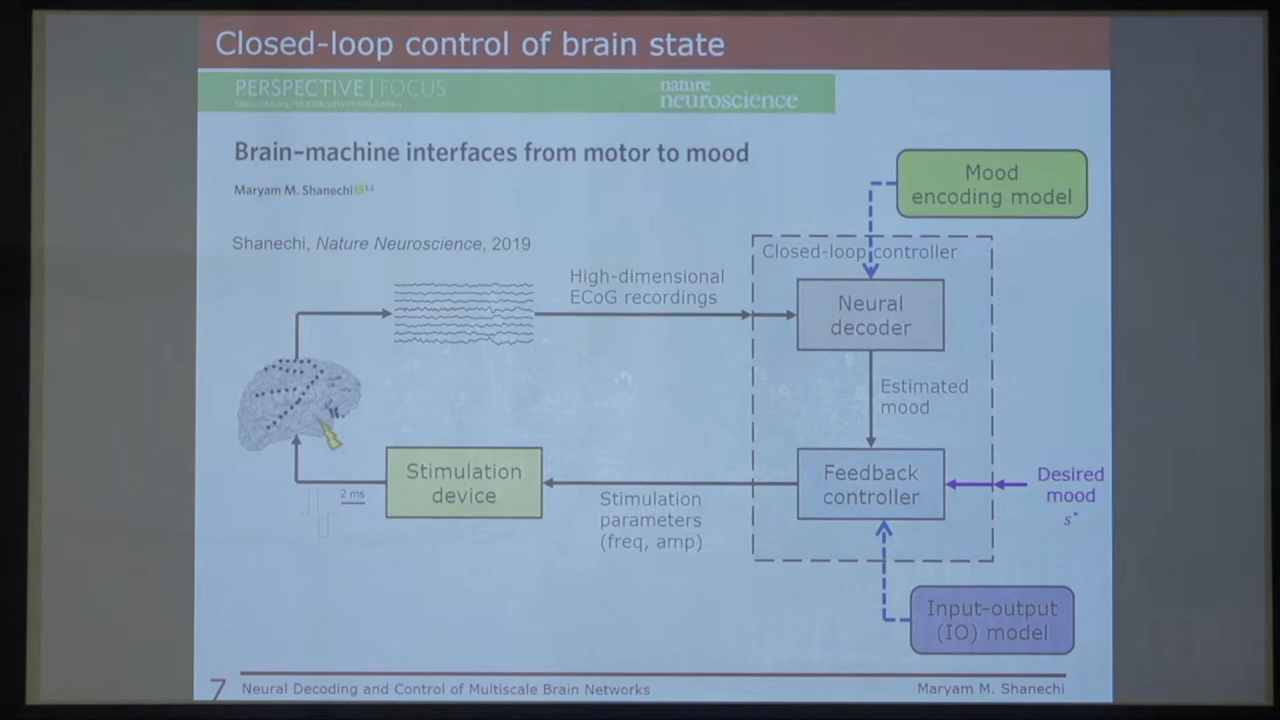 Closed-loop control of brain state
PERSPECTIVE | FOCUS
nature
neuroscience
Brain–machine interfaces from motor to mood
Maryam M. Shanechi 1,2
Shanechi, Nature Neuroscience, 2019
Mood
encoding model
Closed-loop controller
High-dimensional
ECoG recordings
Neural
decoder
Estimated
mood
Stimulation
device
2 ms
Stimulation
parameters
(freq, amp)
Feedback
controller
Desired
mood
s*
Input-output
(IO) model
7
Neural Decoding and Control of Multiscale Brain Networks
Maryam M. Shanechi